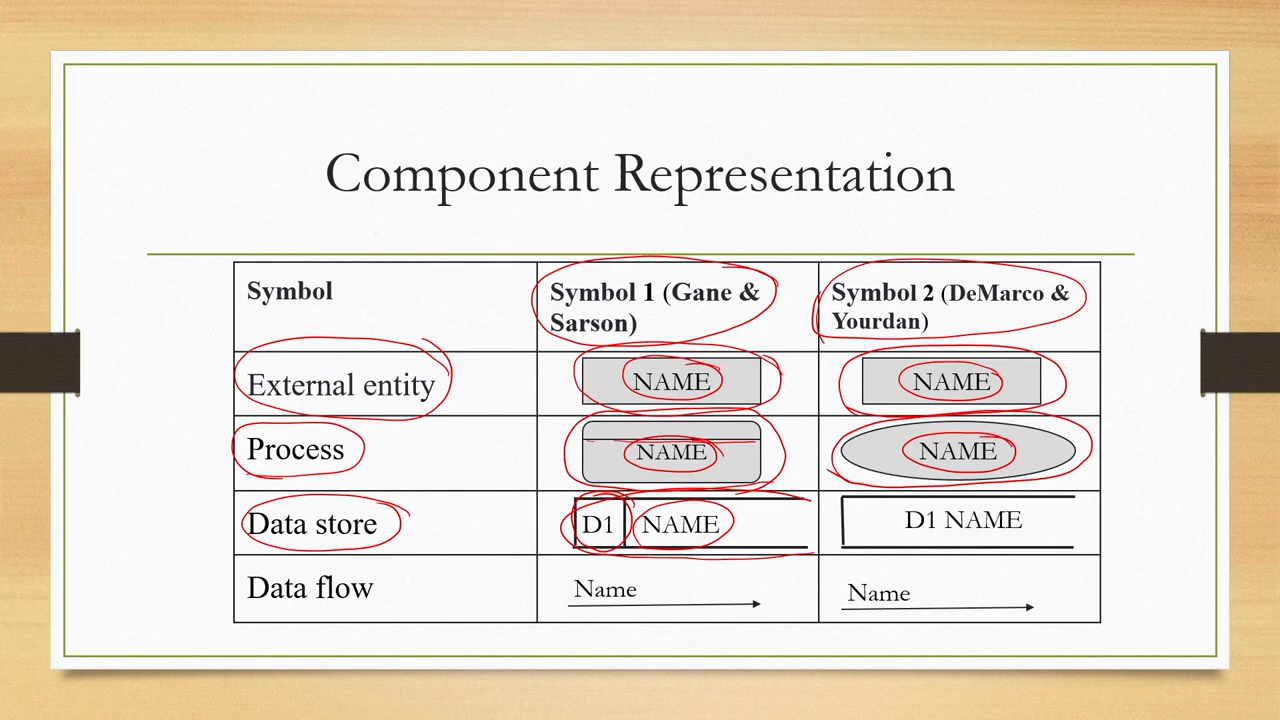 Component Representation
Symbol
Symbol 1 (Gane &
Sarson)
Symbol 2 (DeMarco &
Yourdan)
External entity
NAME
NAME
Process
NAME
NAME
Data store
D1 NAME
D1 NAME
Data flow
Name
Name